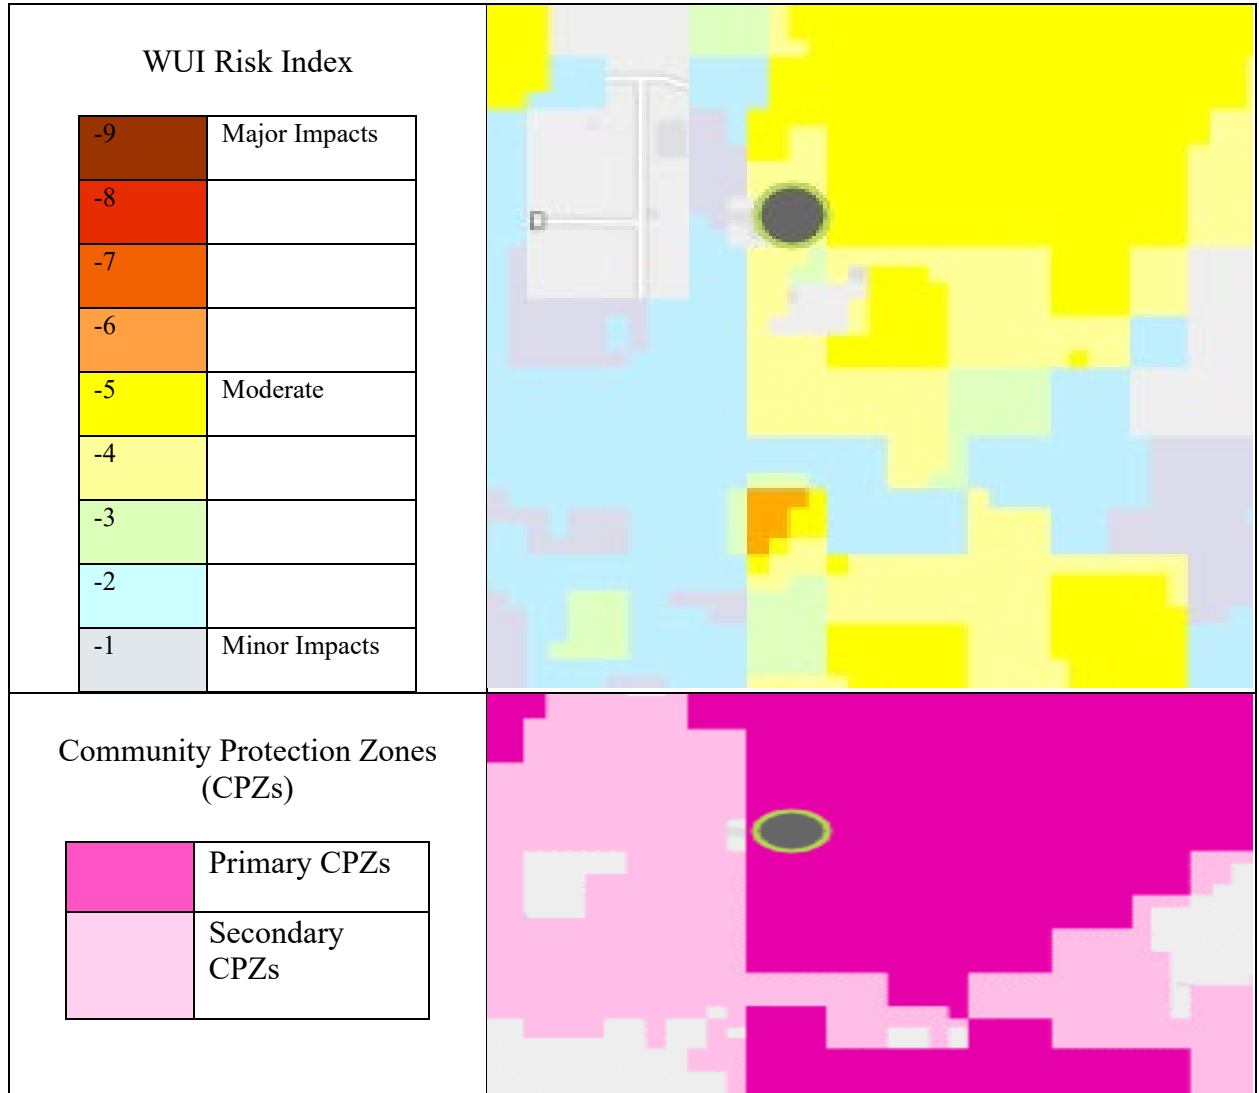 WUI Risk Index
-9 Major Impacts
-8
-7
-6
-5 Moderate
-4
-3
-2
-1 Minor Impacts
Community Protection Zones
(CPZs)
Primary CPZs
Secondary
CPZs